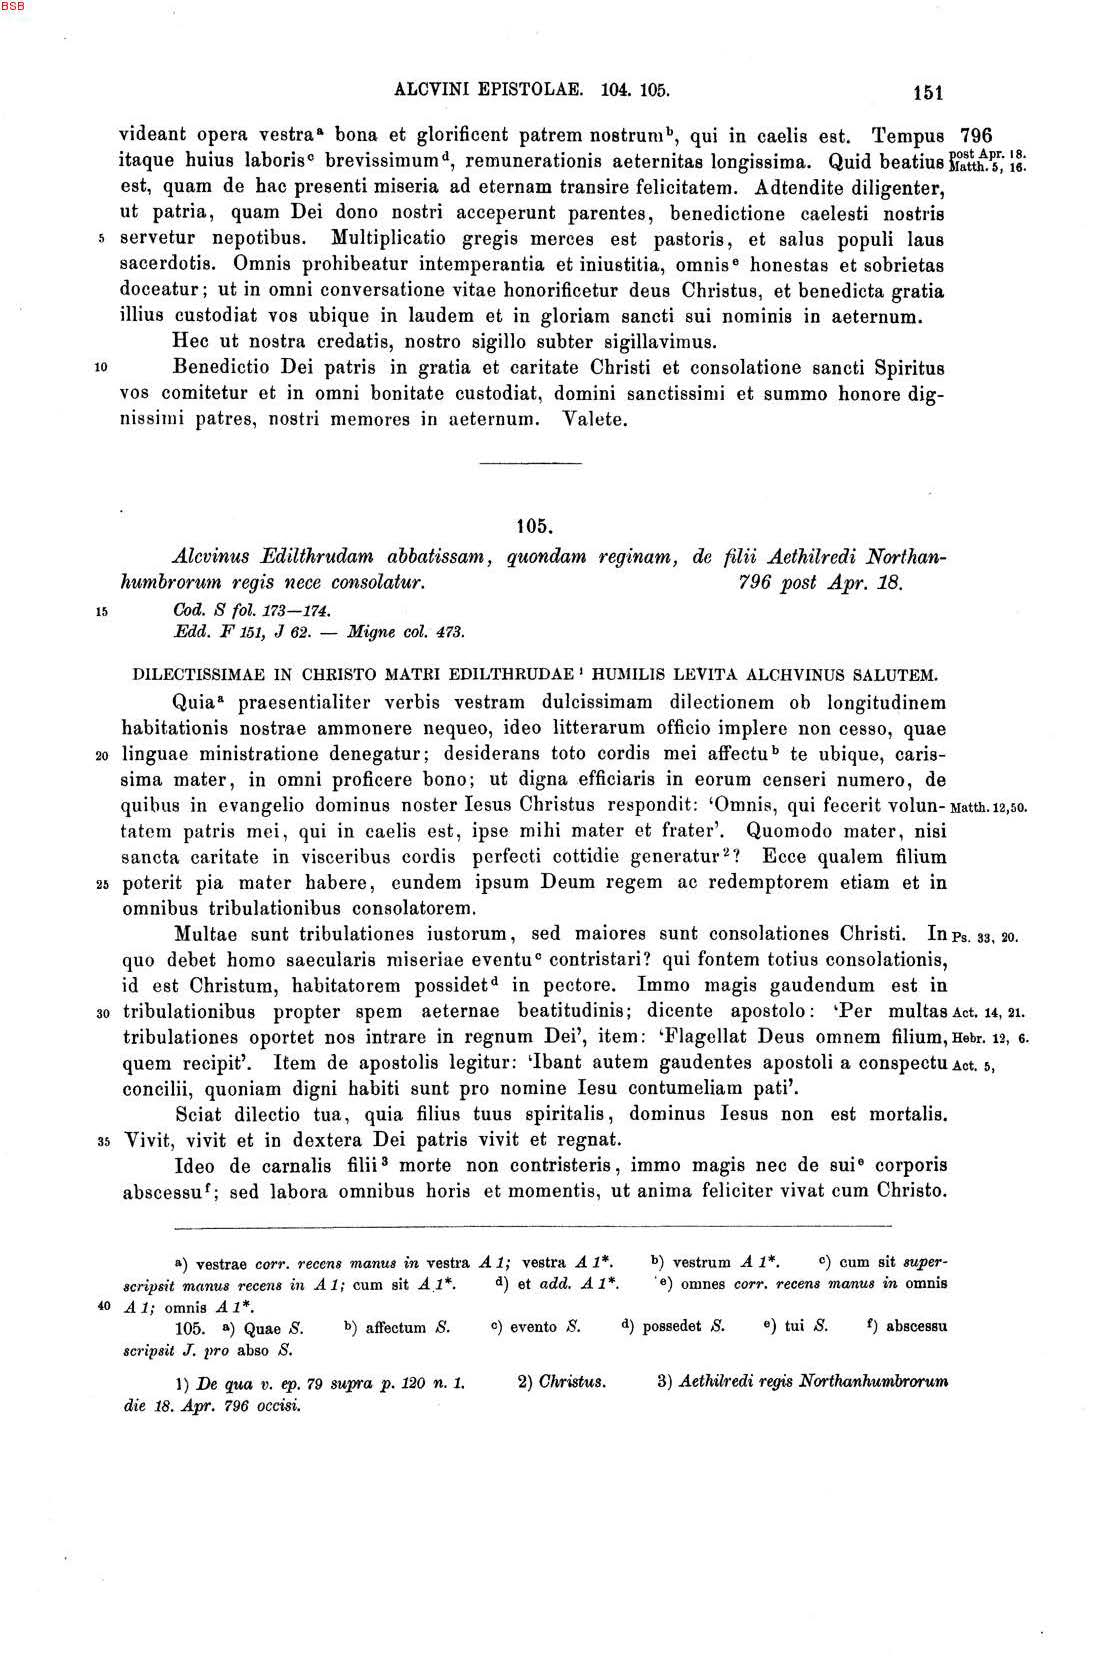 BSB
ALCVINI EPISTOLAE. 104. 105. 151
videant opera vestraᵃ bona et glorificent patrem nostrumᵇ, qui in caelis est. Tempus 796
itaque huius laborisᶜ brevissimumᵈ, remunerationis aeternitas longissima. Quid beatius post Apr. 18. Matth. 5, 16.
est, quam de hac presenti miseria ad eternam transire felicitatem. Adtendite diligenter,
ut patria, quam Dei dono nostri acceperunt parentes, benedictione caelesti nostris
5 servetur nepotibus. Multiplicatio gregis merces est pastoris, et salus populi laus
sacerdotis. Omnis prohibeatur intemperantia et iniustitia, omnisᵉ honestas et sobrietas
doceatur; ut in omni conversatione vitae honorificetur deus Christus, et benedicta gratia
illius custodiat vos ubique in laudem et in gloriam sancti sui nominis in aeternum.
Hec ut nostra credatis, nostro sigillo subter sigillavimus.
10 Benedictio Dei patris in gratia et caritate Christi et consolatione sancti Spiritus
vos comitetur et in omni bonitate custodiat, domini sanctissimi et summo honore dig-
nissimi patres, nostri memores in aeternum. Valete.
105.
Alcvinus Edilthrudam abbatissam, quondam reginam, de filii Aethilredi Northan-
humbrorum regis nece consolatur. 796 post Apr. 18.
15 Cod. S fol. 173—174.
Edd. F 151, J 62. — Migne col. 473.
DILECTISSIMAE IN CHRISTO MATRI EDILTHRUDAE¹ HUMILIS LEVITA ALCHVINUS SALUTEM.
Quiaᵃ praesentialiter verbis vestram dulcissimam dilectionem ob longitudinem
habitationis nostrae ammonere nequeo, ideo litterarum officio implere non cesso, quae
20 linguae ministratione denegatur; desiderans toto cordis mei affectuᵇ te ubique, caris-
sima mater, in omni proficere bono; ut digna efficiaris in eorum censeri numero, de
quibus in evangelio dominus noster Iesus Christus respondit: ‘Omnis, qui fecerit volun- Matth. 12,50.
tatem patris mei, qui in caelis est, ipse mihi mater et frater’. Quomodo mater, nisi
sancta caritate in visceribus cordis perfecti cottidie generatur²? Ecce qualem filium
25 poterit pia mater habere, eundem ipsum Deum regem ac redemptorem etiam et in
omnibus tribulationibus consolatorem.
Multae sunt tribulationes iustorum, sed maiores sunt consolationes Christi. In Ps. 33, 20.
quo debet homo saecularis miseriae eventuᶜ contristari? qui fontem totius consolationis,
id est Christum, habitatorem possidetᵈ in pectore. Immo magis gaudendum est in
30 tribulationibus propter spem aeternae beatitudinis; dicente apostolo: ‘Per multas Act. 14, 21.
tribulationes oportet nos intrare in regnum Dei’, item: ‘Flagellat Deus omnem filium, Hebr. 12, 6.
quem recipit’. Item de apostolis legitur: ‘Ibant autem gaudentes apostoli a conspectu Act. 5,
concilii, quoniam digni habiti sunt pro nomine Iesu contumeliam pati’.
Sciat dilectio tua, quia filius tuus spiritalis, dominus Iesus non est mortalis.
35 Vivit, vivit et in dextera Dei patris vivit et regnat.
Ideo de carnalis filii³ morte non contristeris, immo magis nec de suiᵉ corporis
abscessuᶠ; sed labora omnibus horis et momentis, ut anima feliciter vivat cum Christo.
a) vestrae corr. recens manus in vestra A 1; vestra A 1*. b) vestrum A 1*. c) cum sit super-
scripsit manus recens in A 1; cum sit A 1*. d) et add. A 1*. e) omnes corr. recens manus in omnis
40 A 1; omnis A 1*.
105. a) Quae S. b) affectum S. c) evento S. d) possedet S. e) tui S. f) abscessu
scripsit J. pro abso S.
1) De qua v. ep. 79 supra p. 120 n. 1. 2) Christus. 3) Aethilredi regis Northanhumbrorum
die 18. Apr. 796 occisi.